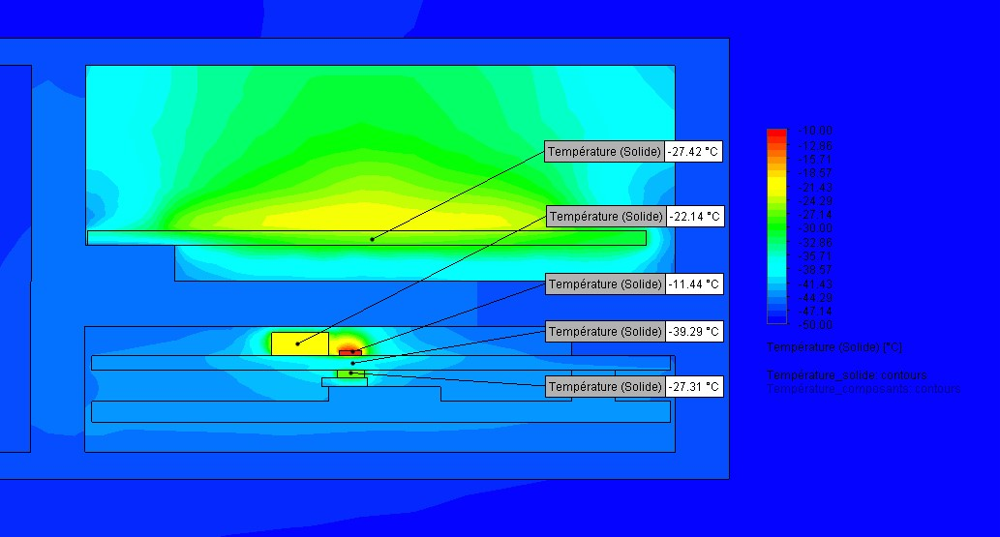 Température (Solide) -27.42 °C
Température (Solide) -22.14 °C
Température (Solide) -11.44 °C
Température (Solide) -39.29 °C
Température (Solide) -27.31 °C
-10.00
-12.86
-15.71
-18.57
-21.43
-24.29
-27.14
-30.00
-32.86
-35.71
-38.57
-41.43
-44.29
-47.14
-50.00
Température (Solide) [°C]
Température_solide: contours
Température_composants: contours